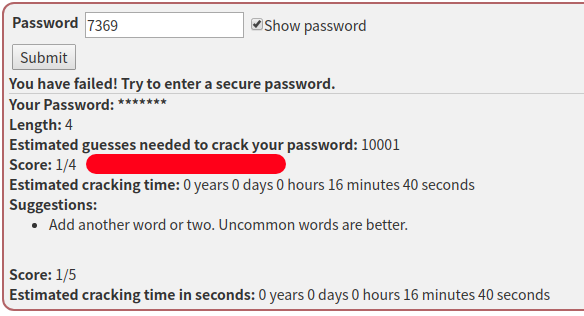 Password 7369 Show password
Submit
You have failed! Try to enter a secure password.
Your Password: *******
Length: 4
Estimated guesses needed to crack your password: 10001
Score: 1/4
Estimated cracking time: 0 years 0 days 0 hours 16 minutes 40 seconds
Suggestions:
• Add another word or two. Uncommon words are better.
Score: 1/5
Estimated cracking time in seconds: 0 years 0 days 0 hours 16 minutes 40 seconds